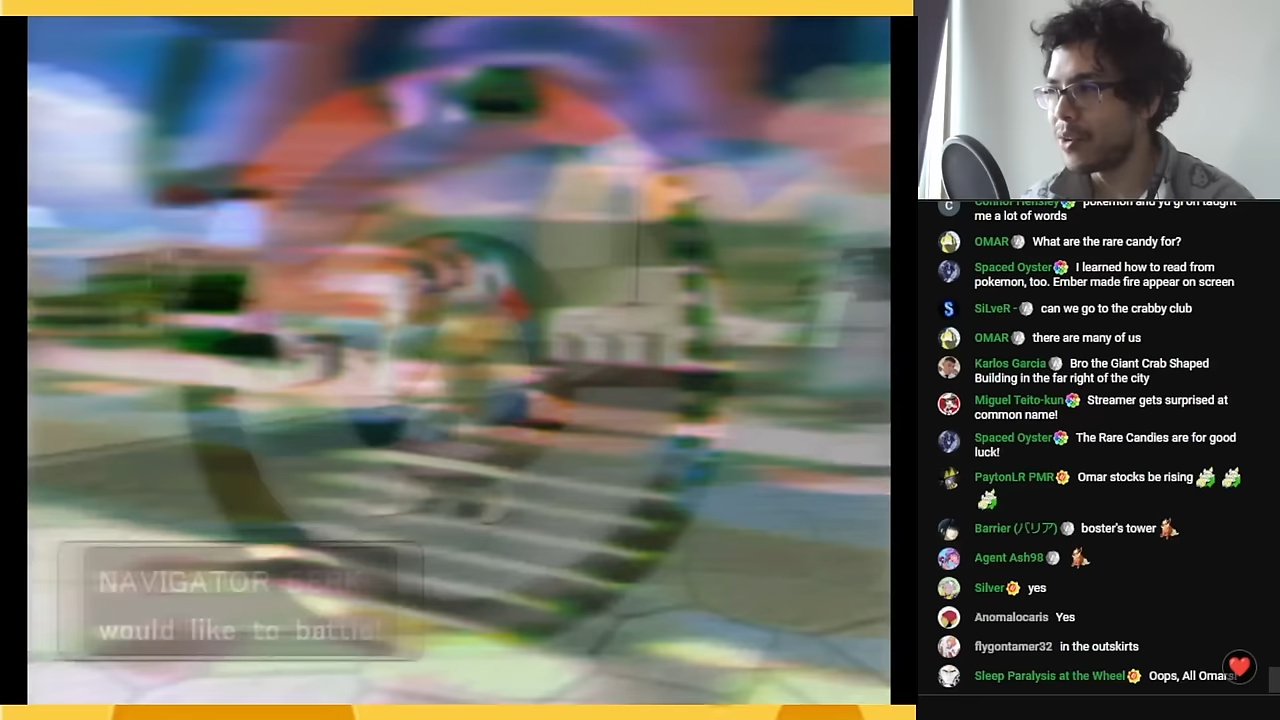 NAVIGATOR
would like to battle!
C
Connor Hensley pokemon and yu gi oh taught
me a lot of words
OMAR What are the rare candy for?
Spaced Oyster I learned how to read from
pokemon, too. Ember made fire appear on screen
S
SiLveR - can we go to the crabby club
OMAR there are many of us
Karlos Garcia Bro the Giant Crab Shaped
Building in the far right of the city
Miguel Teito-kun Streamer gets surprised at
common name!
Spaced Oyster The Rare Candies are for good
luck!
PaytonLR PMR Omar stocks be rising
Barrier (バリア) boster's tower
Agent Ash98
Silver yes
Anomalocaris Yes
flygontamer32 in the outskirts
Sleep Paralysis at the Wheel Oops, All Omars